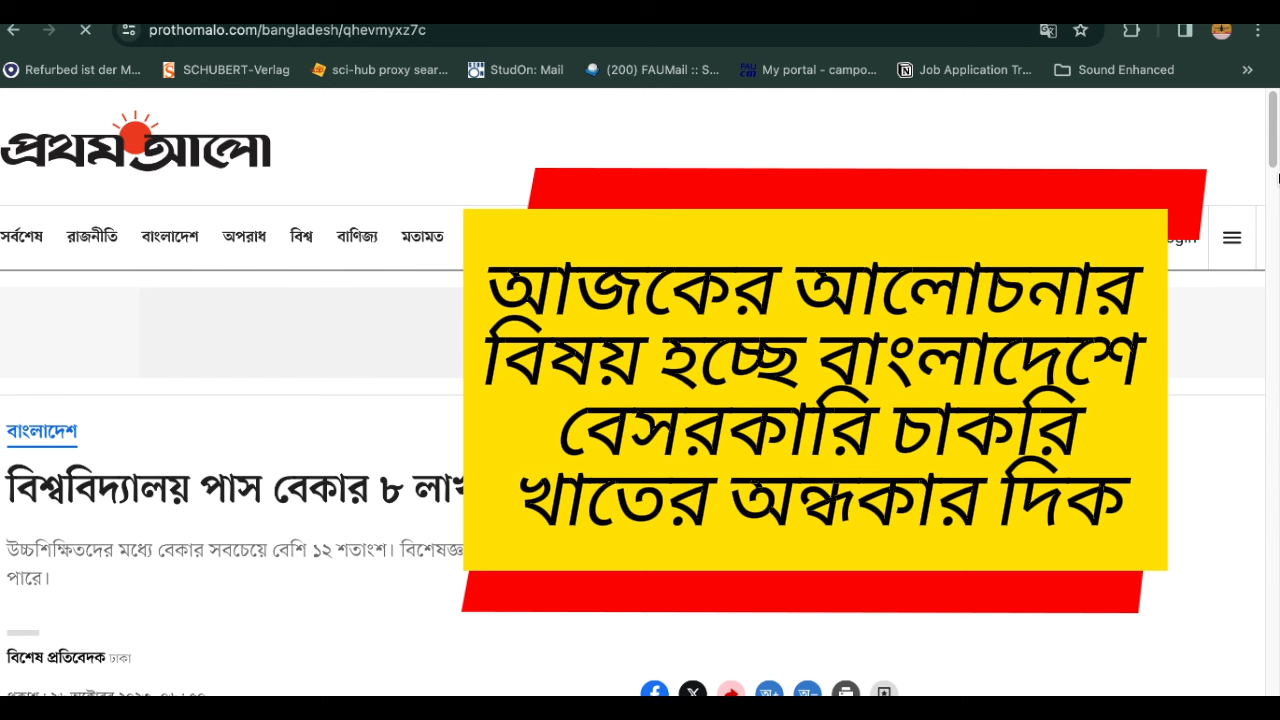 prothomalo.com/bangladesh/qhevmyxz7c
Refurbed ist der M... SCHUBERT-Verlag sci-hub proxy sear... StudOn: Mail (200) FAUMail :: S... My portal - campo... Job Application Tr... Sound Enhanced
প্রথম আলো
সর্বশেষ রাজনীতি বাংলাদেশ অপরাধ বিশ্ব বাণিজ্য মতামত
আজকের আলোচনার
বিষয় হচ্ছে বাংলাদেশে
বেসরকারি চাকরি
খাতের অন্ধকার দিক
বাংলাদেশ
বিশ্ববিদ্যালয় পাস বেকার ৮
উচ্চশিক্ষিতদের মধ্যে বেকার সবচেয়ে বেশি ১২ শতাংশ।
পারে।
বিশেষ প্রতিবেদক ঢাকা